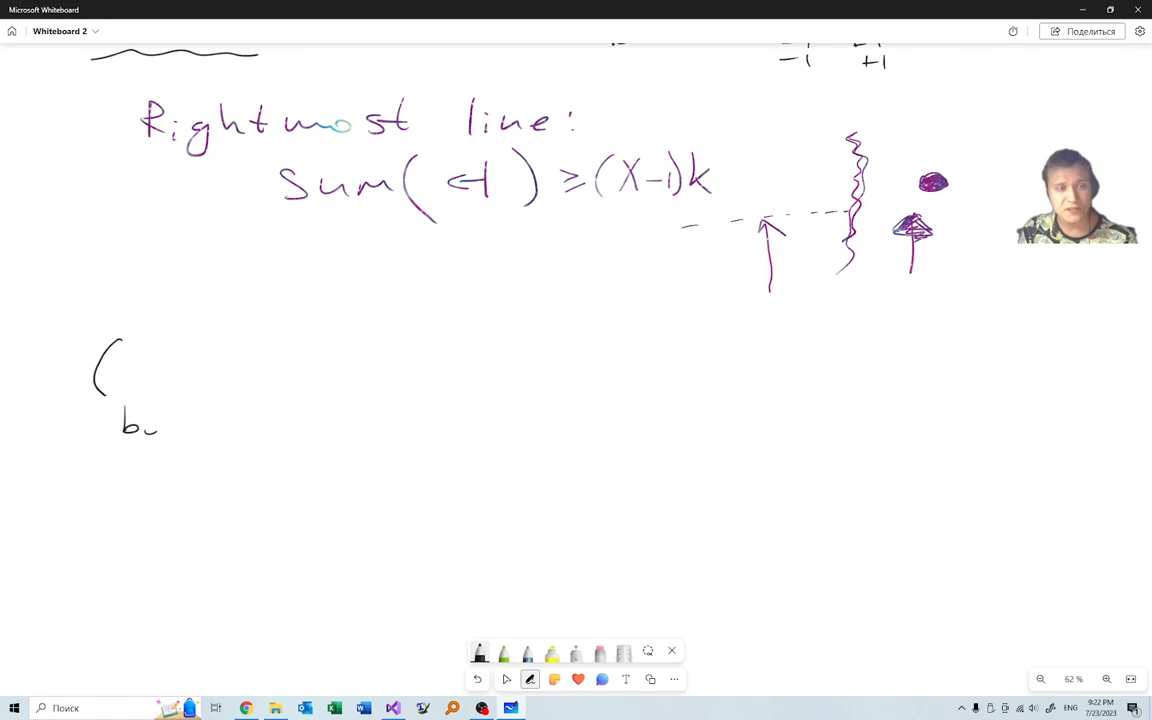 Microsoft Whiteboard
Whiteboard 2
Поделиться
-1 +1
Rightmost line:
Sum( ) ≥ (X-1)k
(
b
62 %
Поиск
ENG
9:22 PM
7/23/2023